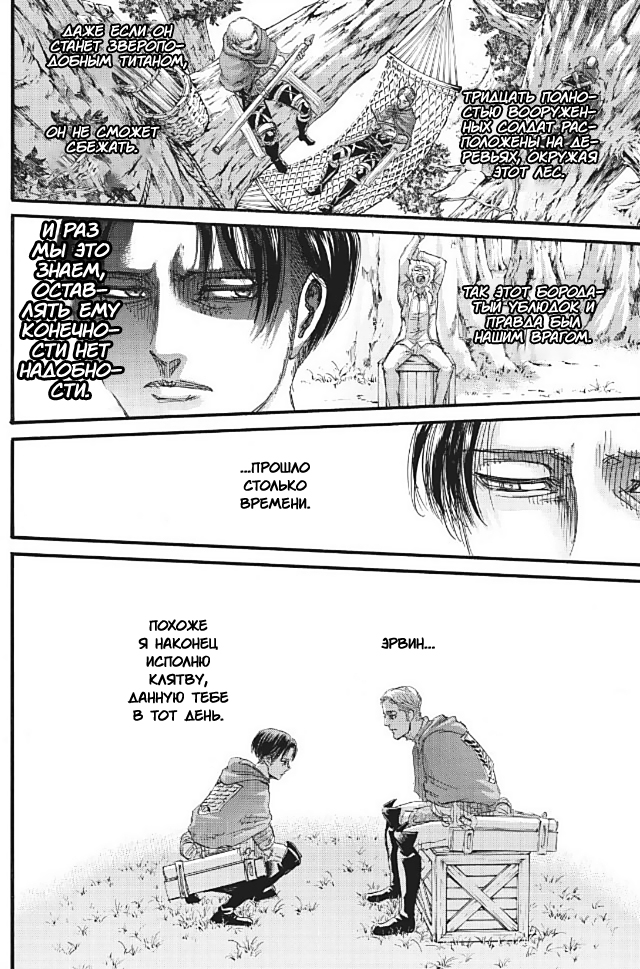 ТРИДЦАТЬ ПОЛНО-
СТЬЮ ВООРУЖЕН-
НЫХ СОЛДАТ РАС-
ПОЛОЖЕНЫ НА ДЕ-
РЕВЬЯХ, ОКРУЖАЯ
ЭТОТ ЛЕС.
ДАЖЕ ЕСЛИ ОН
СТАНЕТ ЗВЕРОПО-
ДОБНЫМ ТИТАНОМ,
ОН НЕ СМОЖЕТ
СБЕЖАТЬ.
ТАК ЭТОТ БОРОДА-
ТЫЙ УБЛЮДОК И
ПРАВДА БЫЛ
НАШИМ ВРАГОМ.
И РАЗ
МЫ ЭТО
ЗНАЕМ,
ОСТАВ-
ЛЯТЬ ЕМУ
КОНЕЧНО-
СТИ НЕТ
НАДОБНО-
СТИ.
...ПРОШЛО
СТОЛЬКО
ВРЕМЕНИ.
ЭРВИН...
ПОХОЖЕ
Я НАКОНЕЦ
ИСПОЛНЮ
КЛЯТВУ,
ДАННУЮ ТЕБЕ
В ТОТ ДЕНЬ.